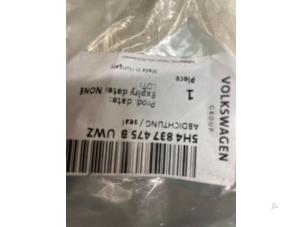 VOLKSWAGEN
GROUP
5H4 837 475 B UWZ
ABDICHTUNG / seal
Prod. date:
Expiry date: NONE
LOT:
1
Piece
Made in Hungary